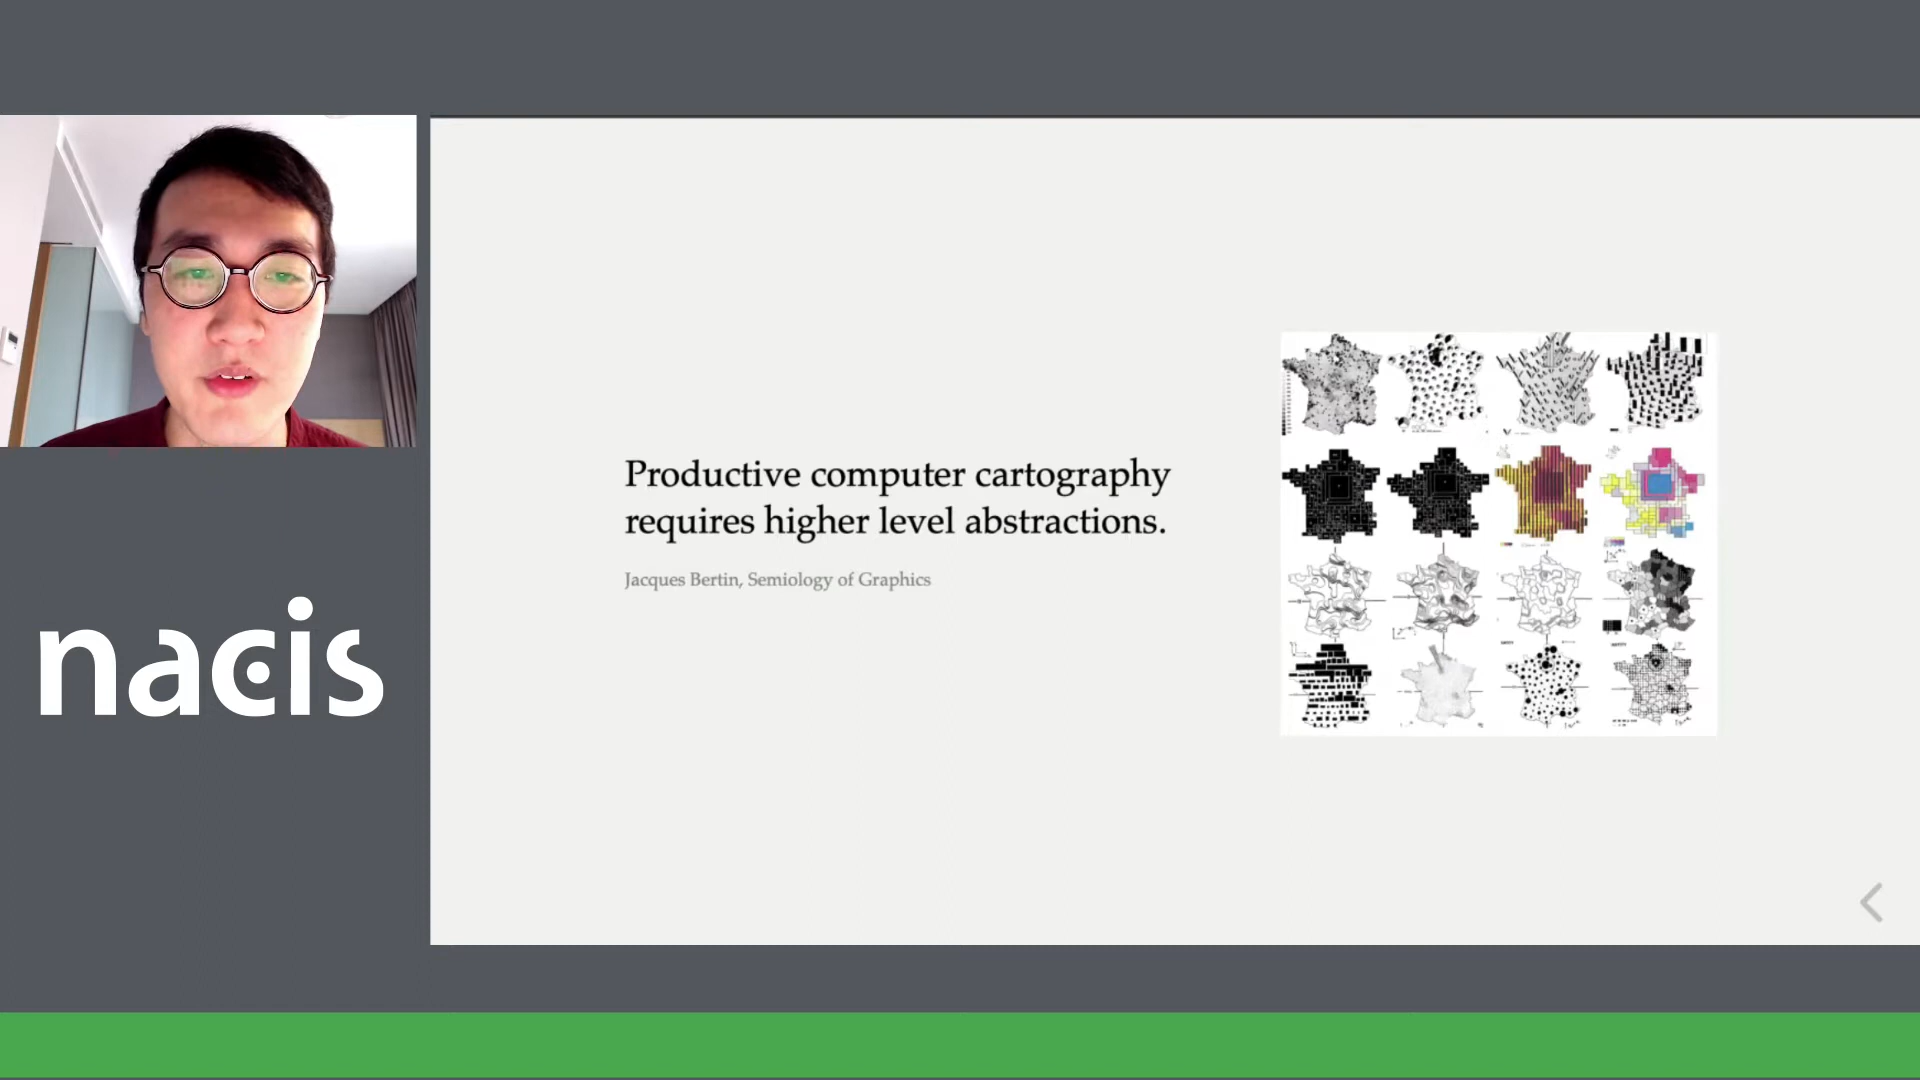 nacis
Productive computer cartography
requires higher level abstractions.
Jacques Bertin, Semiology of Graphics